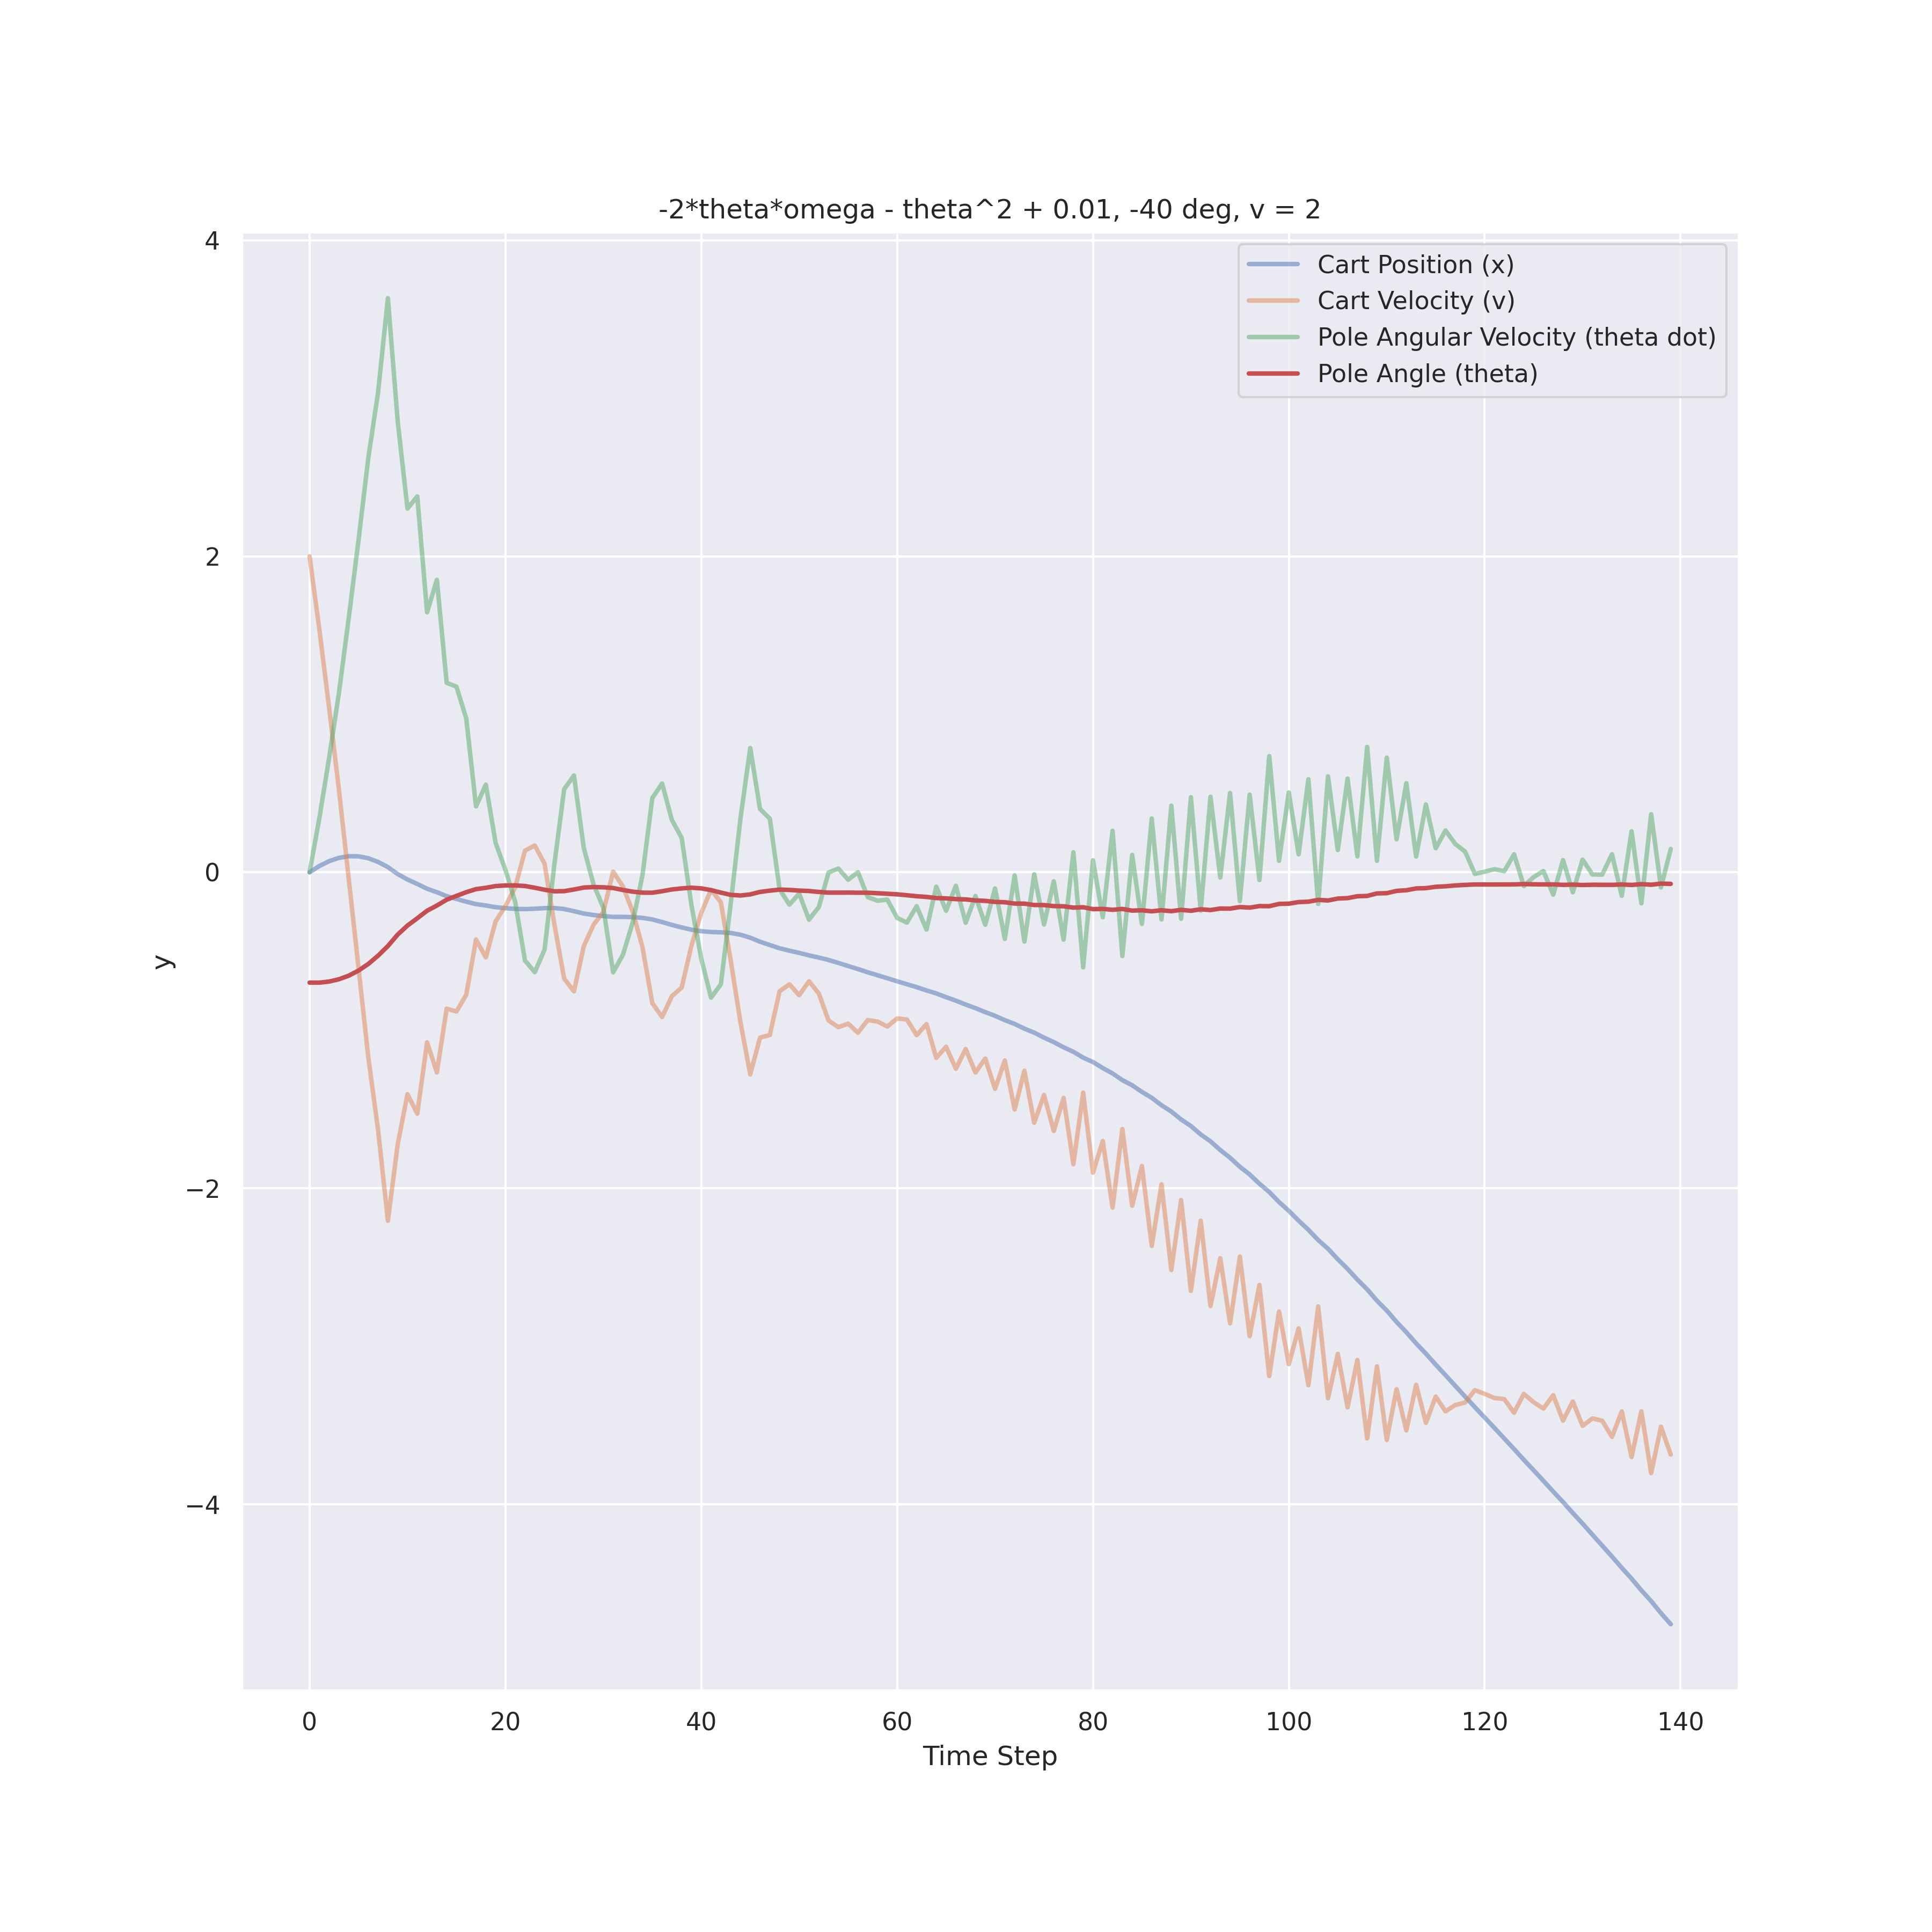 -2*theta*omega - theta^2 + 0.01, -40 deg, v = 2
Cart Position (x)
Cart Velocity (v)
Pole Angular Velocity (theta dot)
Pole Angle (theta)
4
2
0
−2
−4
y
0 20 40 60 80 100 120 140
Time Step